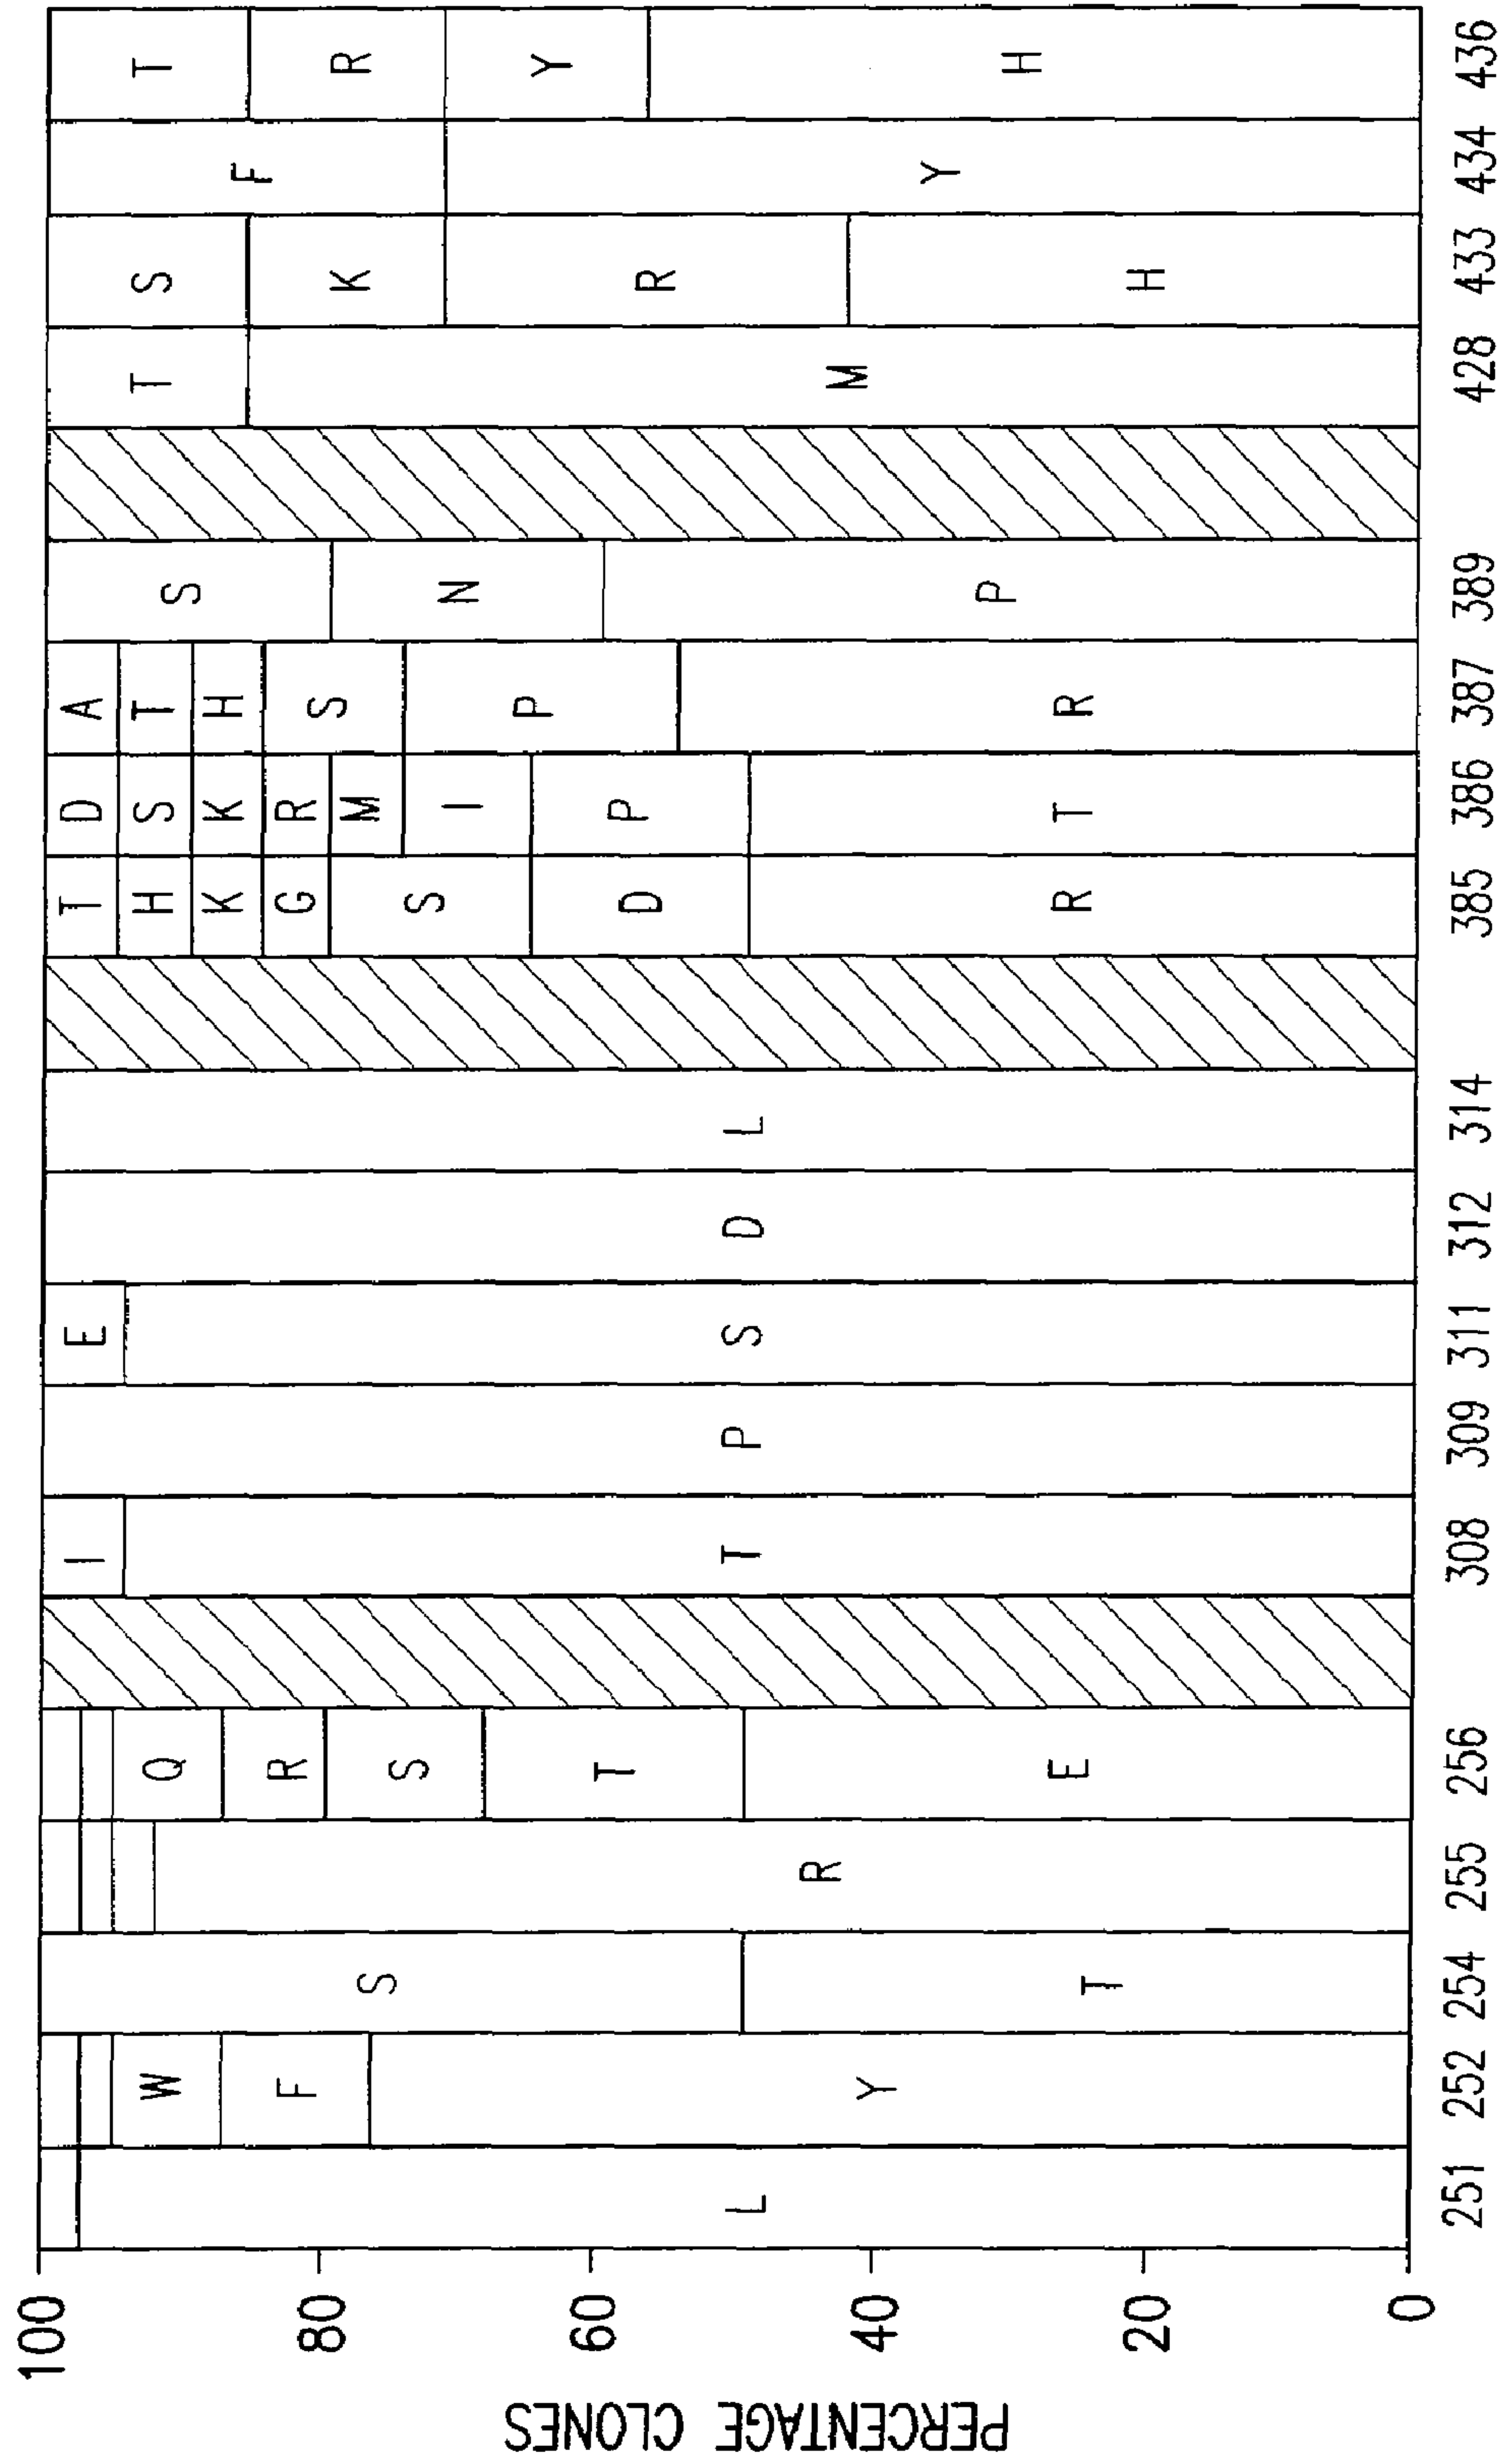 PERCENTAGE CLONES
100
80
60
40
20
0
L
W
F
Y
S
T
R
Q
R
S
T
E
I
T
P
E
S
D
L
T
H
K
G
S
D
R
D
S
K
R
M
I
P
T
A
T
H
S
P
R
S
N
P
T
M
S
K
R
H
F
Y
T
R
Y
H
251 252 254 255 256 308 309 311 312 314 385 386 387 389 428 433 434 436